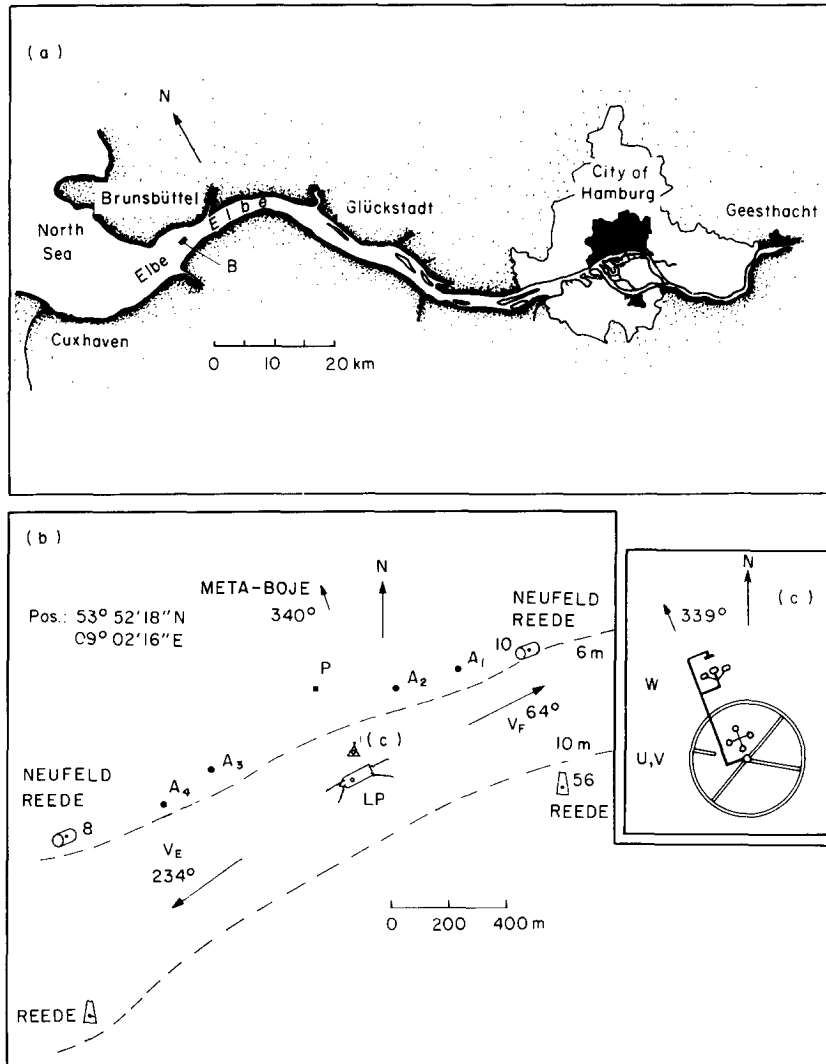 (a)
N
Brunsbüttel
Elbe
Glückstadt
City of
Hamburg
Geesthacht
North
Sea
Elbe
B
Cuxhaven
0 10 20 km
(b)
N
META-BOJE
340°
NEUFELD
REEDE
Pos.: 53° 52'18"N
09° 02'16"E
10
6 m
P
A₂
A₁
(c)
V_F 64°
10 m
NEUFELD
REEDE
A₄
A₃
LP
56
REEDE
8
V_E
234°
0 200 400 m
REEDE
N
(c)
339°
W
U,V